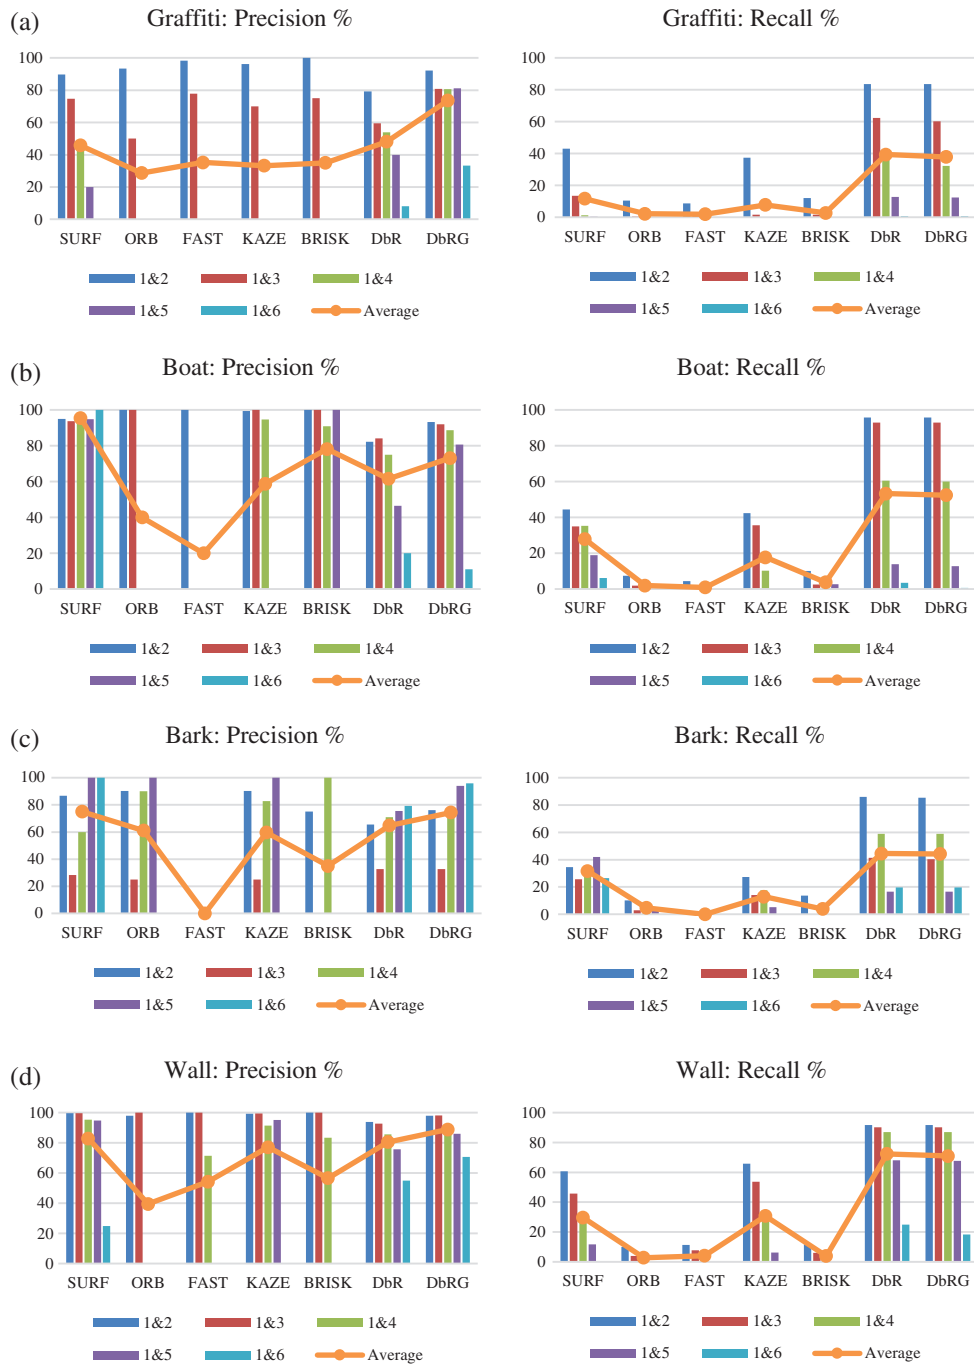 (a)
Graffiti: Precision %
100
80
60
40
20
0
SURF ORB FAST KAZE BRISK DbR DbRG
1&2 1&3 1&4
1&5 1&6 Average
Graffiti: Recall %
100
80
60
40
20
0
SURF ORB FAST KAZE BRISK DbR DbRG
1&2 1&3 1&4
1&5 1&6 Average
(b)
Boat: Precision %
100
80
60
40
20
0
SURF ORB FAST KAZE BRISK DbR DbRG
1&2 1&3 1&4
1&5 1&6 Average
Boat: Recall %
100
80
60
40
20
0
SURF ORB FAST KAZE BRISK DbR DbRG
1&2 1&3 1&4
1&5 1&6 Average
(c)
Bark: Precision %
100
80
60
40
20
0
SURF ORB FAST KAZE BRISK DbR DbRG
1&2 1&3 1&4
1&5 1&6 Average
Bark: Recall %
100
80
60
40
20
0
SURF ORB FAST KAZE BRISK DbR DbRG
1&2 1&3 1&4
1&5 1&6 Average
(d)
Wall: Precision %
100
80
60
40
20
0
SURF ORB FAST KAZE BRISK DbR DbRG
1&2 1&3 1&4
1&5 1&6 Average
Wall: Recall %
100
80
60
40
20
0
SURF ORB FAST KAZE BRISK DbR DbRG
1&2 1&3 1&4
1&5 1&6 Average